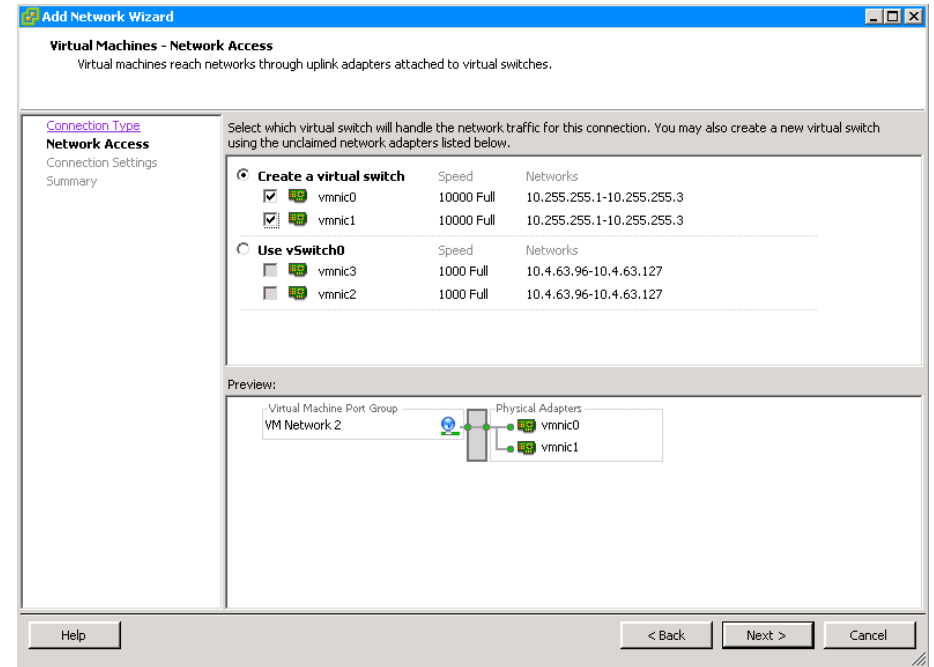 Add Network Wizard
Virtual Machines - Network Access
Virtual machines reach networks through uplink adapters attached to virtual switches.
Connection Type
Network Access
Connection Settings
Summary
Select which virtual switch will handle the network traffic for this connection. You may also create a new virtual switch
using the unclaimed network adapters listed below.
Create a virtual switch Speed Networks
vmnic0 10000 Full 10.255.255.1-10.255.255.3
vmnic1 10000 Full 10.255.255.1-10.255.255.3
Use vSwitch0 Speed Networks
vmnic3 1000 Full 10.4.63.96-10.4.63.127
vmnic2 1000 Full 10.4.63.96-10.4.63.127
Preview:
Virtual Machine Port Group Physical Adapters
VM Network 2 vmnic0
vmnic1
Help < Back Next > Cancel